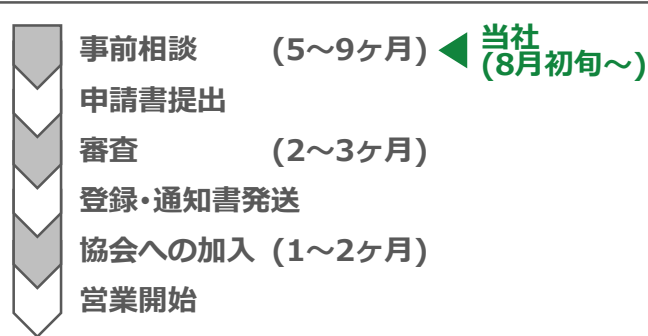 事前相談 (5～9ヶ月) 当社
(8月初旬～)
申請書提出
審査 (2～3ヶ月)
登録・通知書発送
協会への加入 (1～2ヶ月)
営業開始